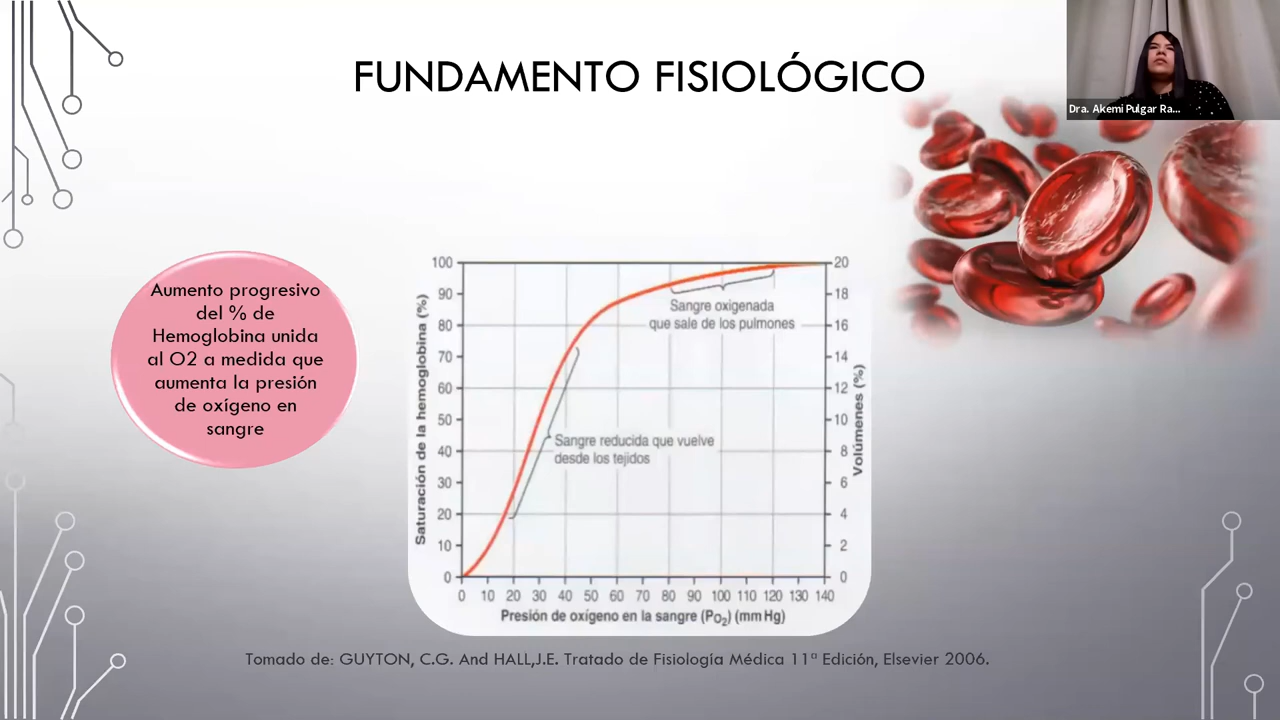 FUNDAMENTO FISIOLÓGICO
Dra. Akemi Pulgar Ra...
Aumento progresivo
del % de
Hemoglobina unida
al O2 a medida que
aumenta la presión
de oxígeno en
sangre
Saturación de la hemoglobina (%)
100
90
80
70
60
50
40
30
20
10
0
Sangre oxigenada
que sale de los pulmones
Sangre reducida que vuelve
desde los tejidos
20
18
16
14
12
10
8
6
4
2
0
Volúmenes (%)
0 10 20 30 40 50 60 70 80 90 100 110 120 130 140
Presión de oxígeno en la sangre (Po₂) (mm Hg)
Tomado de: GUYTON, C.G. And HALL,J.E. Tratado de Fisiología Médica 11ª Edición, Elsevier 2006.